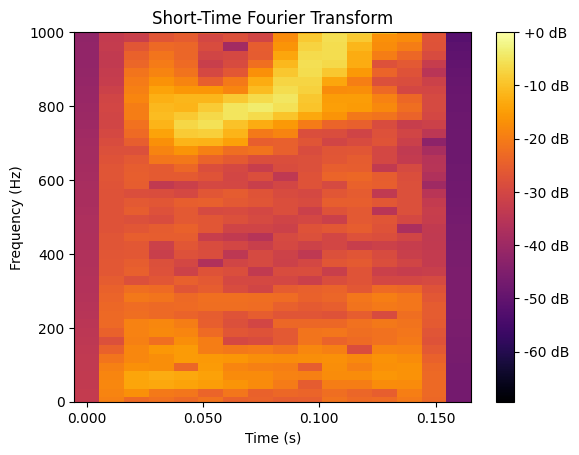 Short-Time Fourier Transform
1000
800
600
400
200
0
Frequency (Hz)
0.000
0.050
0.100
0.150
Time (s)
+0 dB
-10 dB
-20 dB
-30 dB
-40 dB
-50 dB
-60 dB